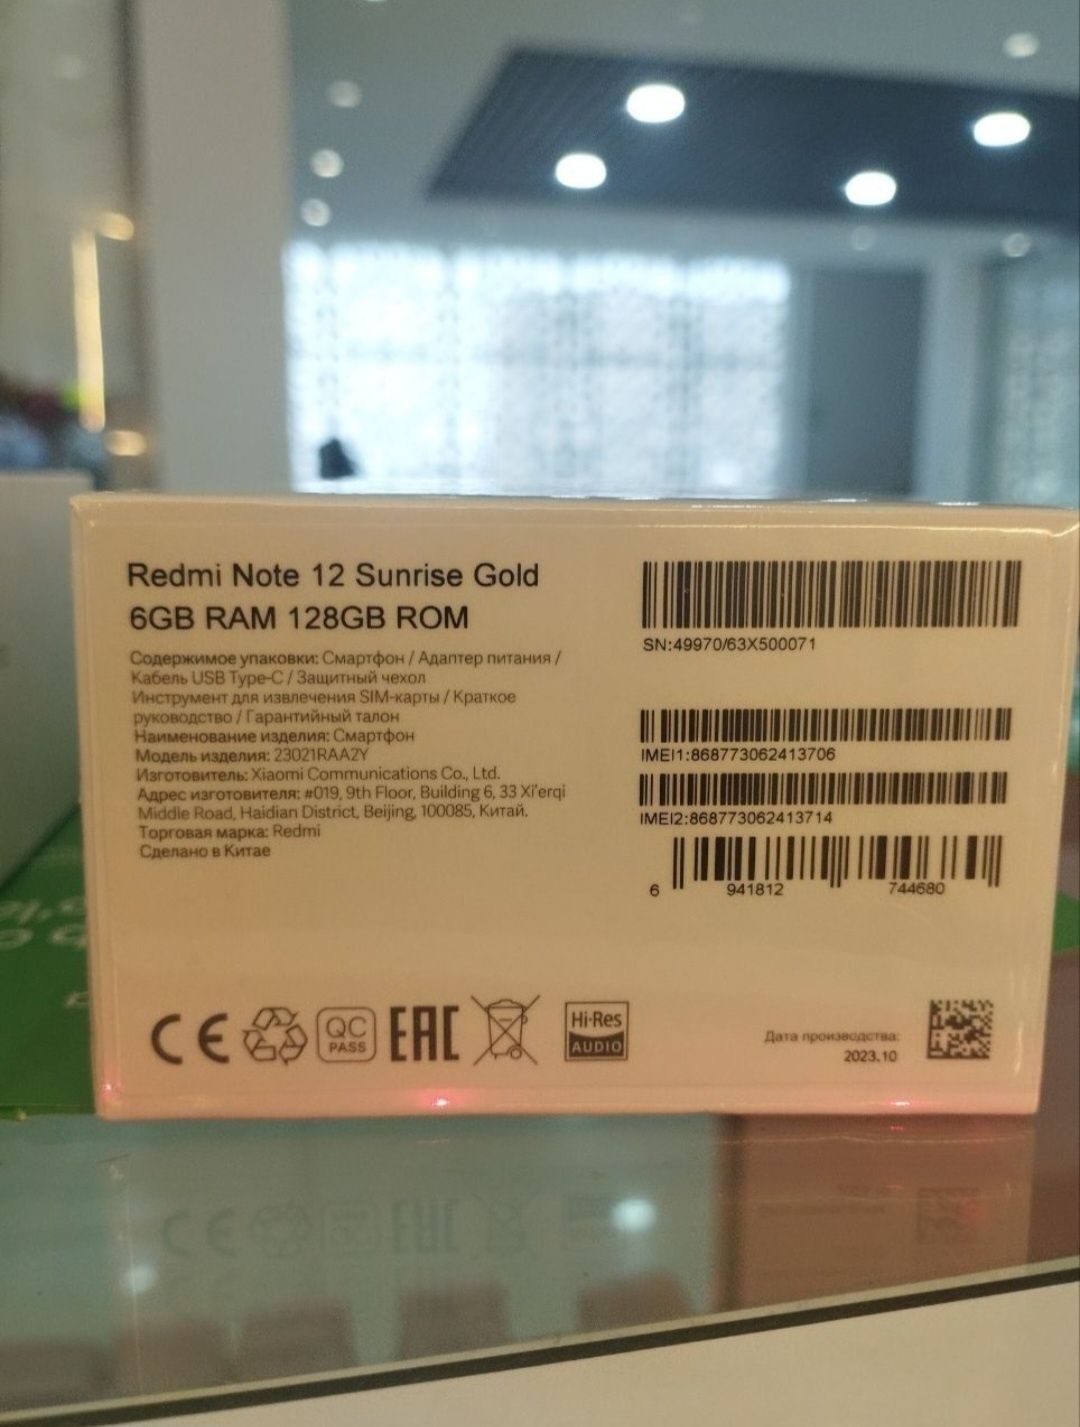 Redmi Note 12 Sunrise Gold
6GB RAM 128GB ROM
Содержимое упаковки: Смартфон / Адаптер питания /
Кабель USB Type-C / Защитный чехол
Инструмент для извлечения SIM-карты / Краткое
руководство / Гарантийный талон
Наименование изделия: Смартфон
Модель изделия: 23021RAA2Y
Изготовитель: Xiaomi Communications Co., Ltd.
Адрес изготовителя: #019, 9th Floor, Building 6, 33 Xi'erqi
Middle Road, Haidian District, Beijing, 100085, Китай.
Торговая марка: Redmi
Сделано в Китае
SN:49970/63X500071
IMEI1:868773062413706
IMEI2:868773062413714
6 941812 744680
CE
QC
PASS
EAC
Hi-Res
AUDIO
Дата производства:
2023.10